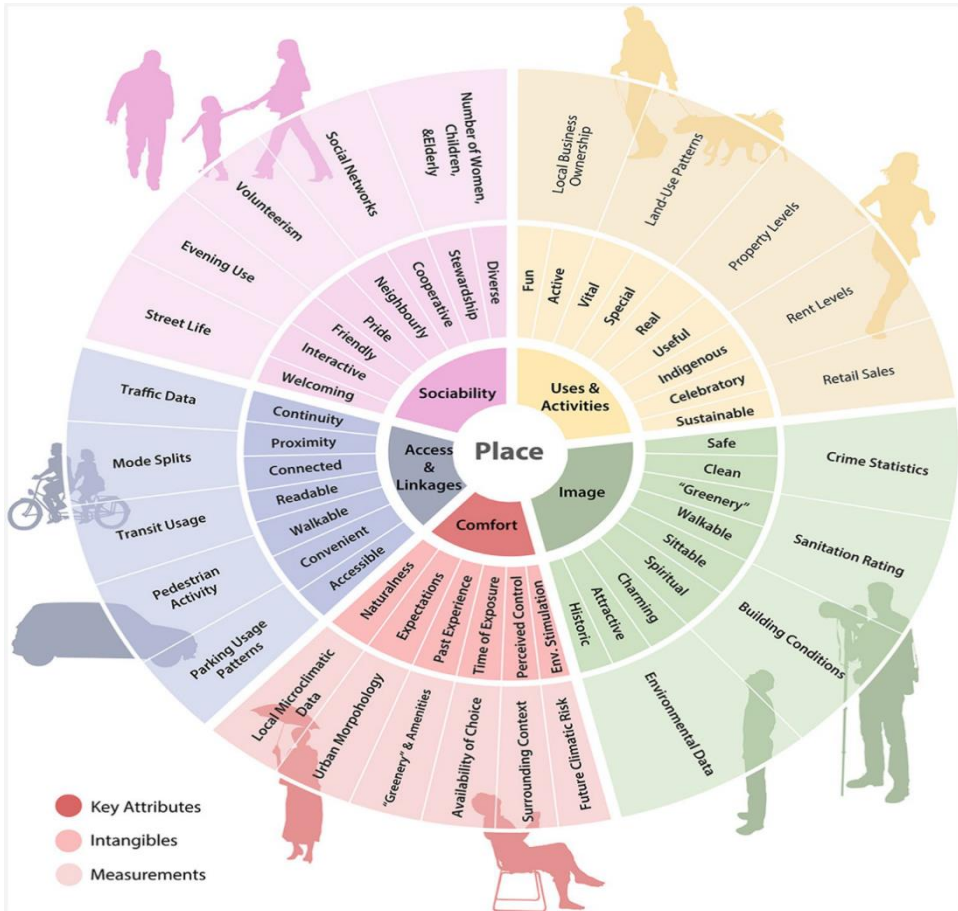 Place
Sociability
Uses &
Activities
Image
Comfort
Access
&
Linkages
Welcoming
Interactive
Friendly
Pride
Neighbourly
Cooperative
Stewardship
Diverse
Fun
Active
Vital
Special
Real
Useful
Indigenous
Celebratory
Sustainable
Safe
Clean
"Greenery"
Walkable
Sittable
Spiritual
Charming
Attractive
Historic
Env. Stimulation
Perceived Control
Time of Exposure
Past Experience
Expectations
Naturalness
Accessible
Convenient
Walkable
Readable
Connected
Proximity
Continuity
Street Life
Evening Use
Volunteerism
Social Networks
Number of Women,
Children,
&Elderly
Local Business
Ownership
Land-Use Patterns
Property Levels
Rent Levels
Retail Sales
Crime Statistics
Sanitation Rating
Building Conditions
Environmental Data
Future Climatic Risk
Surrounding Context
Availability of Choice
"Greenery" & Amenities
Urban Morpohology
Local Microclimatic
Data
Parking Usage
Patterns
Pedestrian
Activity
Transit Usage
Mode Splits
Traffic Data
Key Attributes
Intangibles
Measurements